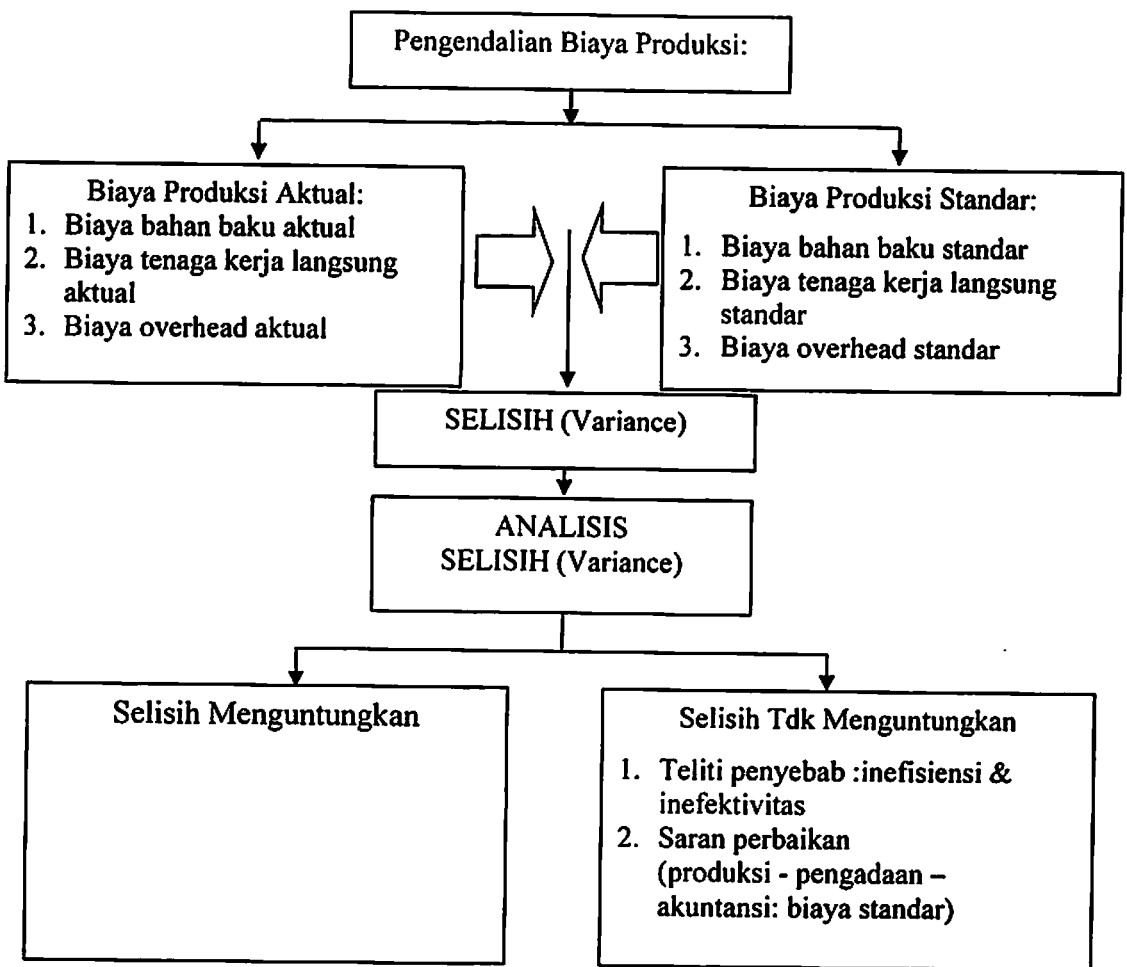 Pengendalian Biaya Produksi:
Biaya Produksi Aktual:
1. Biaya bahan baku aktual
2. Biaya tenaga kerja langsung
aktual
3. Biaya overhead aktual
Biaya Produksi Standar:
1. Biaya bahan baku standar
2. Biaya tenaga kerja langsung
standar
3. Biaya overhead standar
SELISIH (Variance)
ANALISIS
SELISIH (Variance)
Selisih Menguntungkan
Selisih Tdk Menguntungkan
1. Teliti penyebab :inefisiensi &
inefektivitas
2. Saran perbaikan
(produksi - pengadaan –
akuntansi: biaya standar)